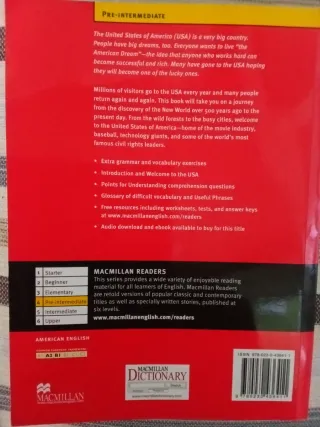 PRE-INTERMEDIATE
The United States of America (USA) is a very big country.
People have big dreams, too. Everyone wants to live "the
American Dream"—the idea that anyone who works hard can
become successful and rich. Many have gone to the USA hoping
they will become one of the lucky ones.
Millions of visitors go to the USA every year and many people
return again and again. This book will take you on a journey
from the discovery of the New World over 500 years ago to the
present day. From the wild forests to the busy cities, welcome
to the United States of America—home of the movie industry,
baseball, technology giants, and some of the world's most
famous civil rights leaders.
• Extra grammar and vocabulary exercises
• Introduction and Welcome to the USA
• Points for Understanding comprehension questions
• Glossary of difficult vocabulary and Useful Phrases
• Free resources including worksheets, tests, and answer keys
at www.macmillanenglish.com/readers
• Audio download and ebook available to buy for this title
1 Starter
2 Beginner
3 Elementary
4 Pre-intermediate
5 Intermediate
6 Upper
MACMILLAN READERS
This series provides a wide variety of enjoyable reading
material for all learners of English. Macmillan Readers
are retold versions of popular classic and contemporary
titles as well as specially written stories, published at
six levels.
www.macmillanenglish.com/readers
AMERICAN ENGLISH
A2 B1
MACMILLAN
MACMILLAN
DICTIONARY